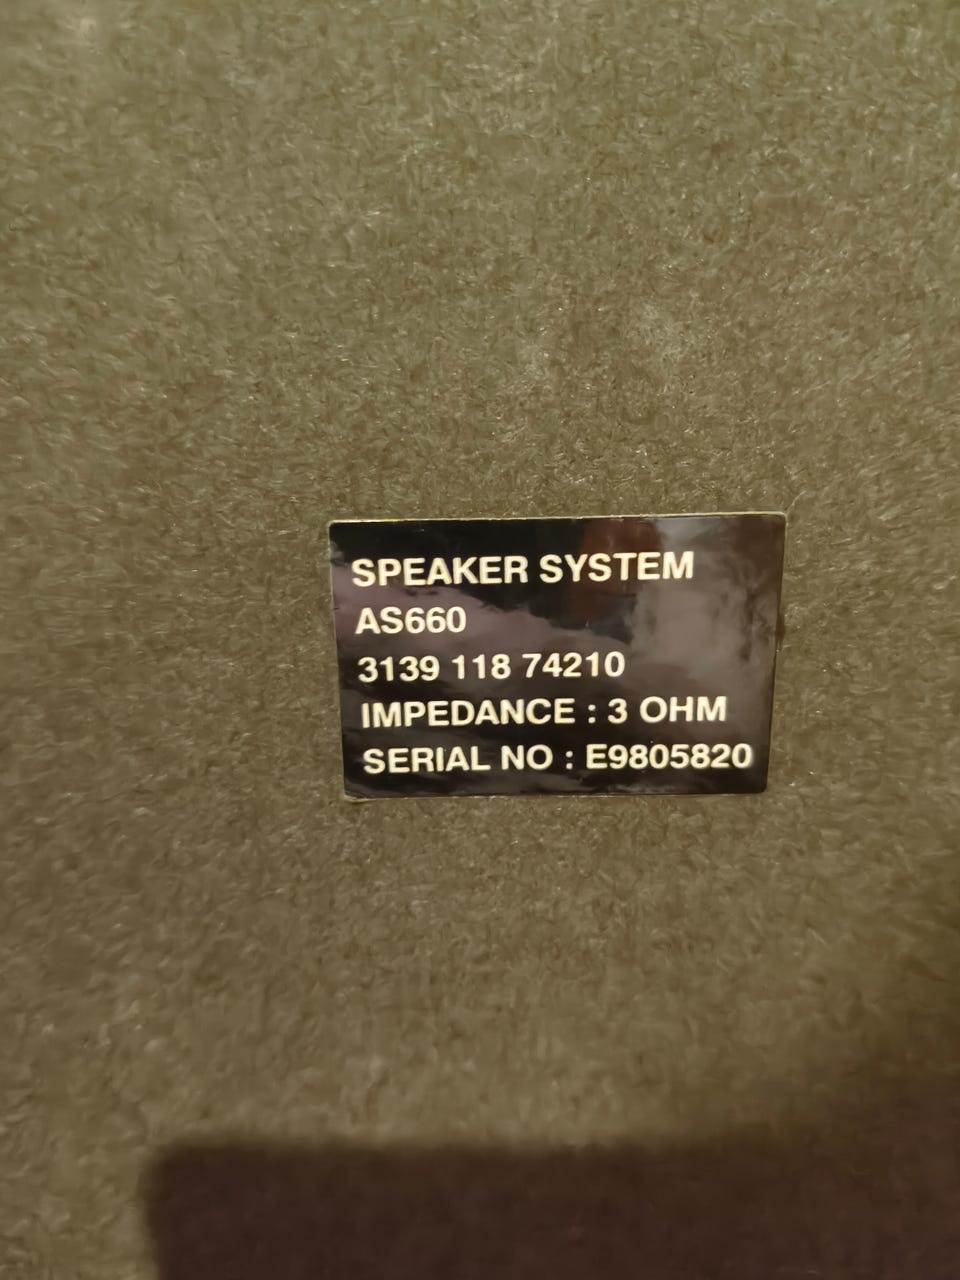 SPEAKER SYSTEM
AS660
3139 118 74210
IMPEDANCE : 3 OHM
SERIAL NO : E9805820